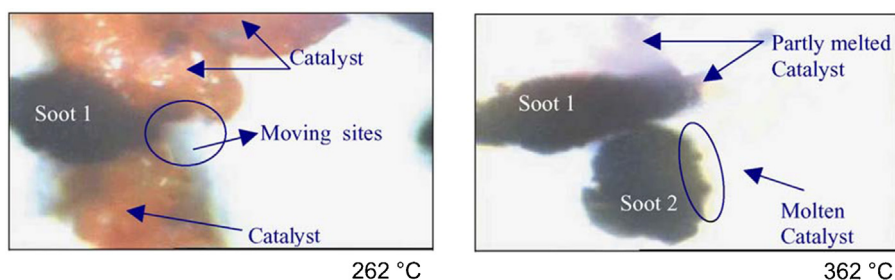 Catalyst
Soot 1
Moving sites
Catalyst
262 °C
Partly melted
Catalyst
Soot 1
Soot 2
Molten
Catalyst
362 °C